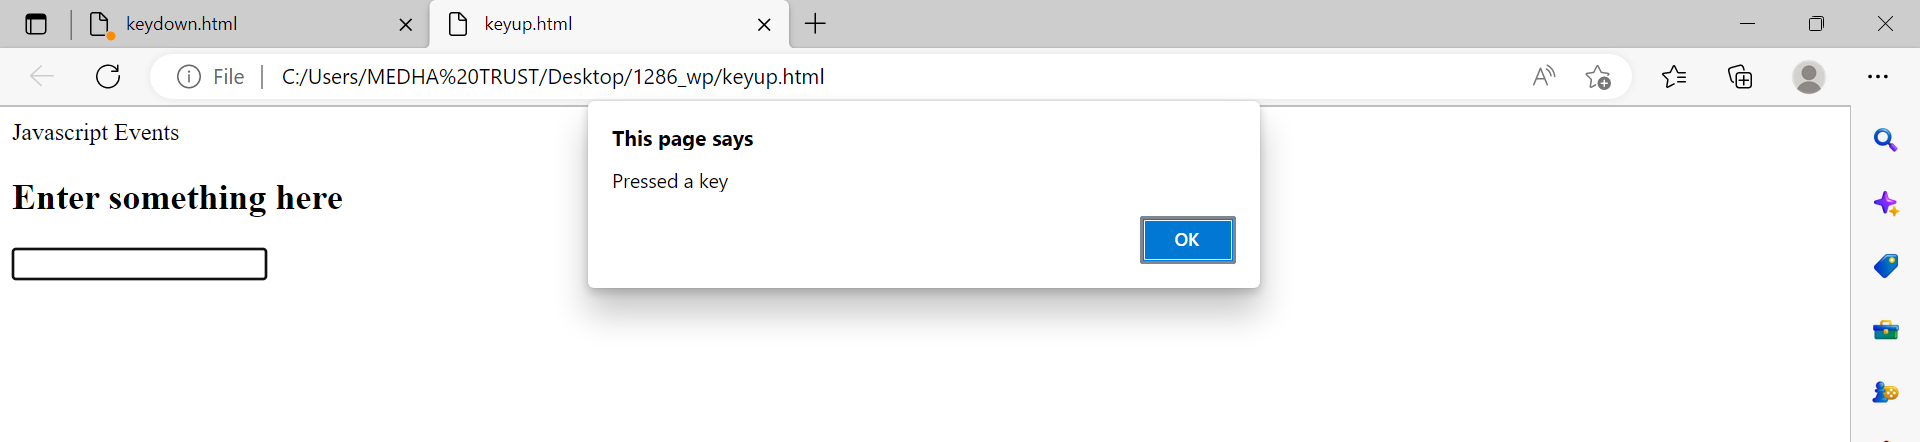 keydown.html
keyup.html
File
C:/Users/MEDHA%20TRUST/Desktop/1286_wp/keyup.html
Javascript Events
This page says
Pressed a key
Enter something here
OK